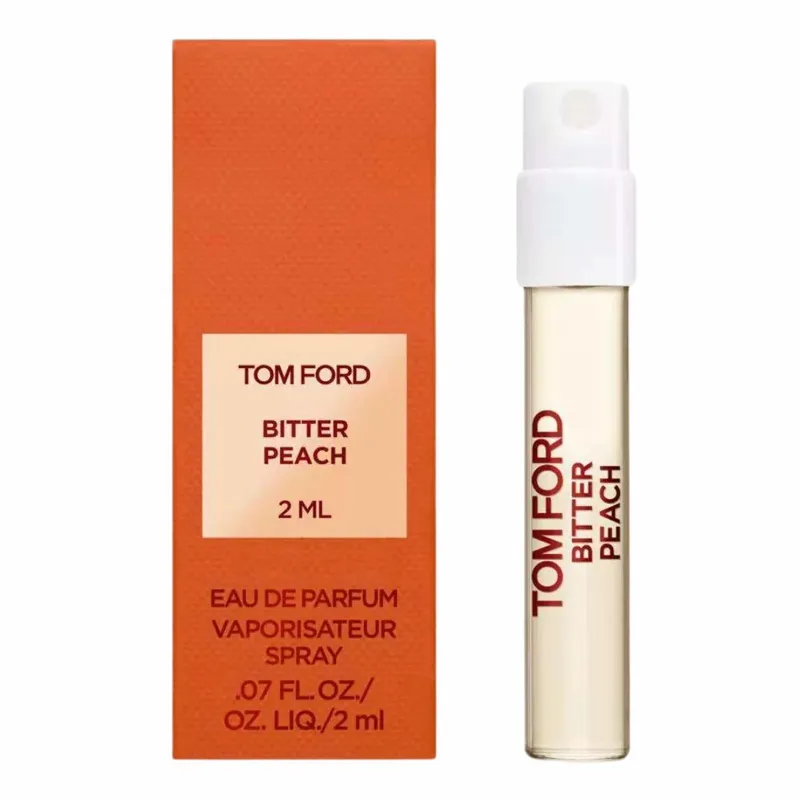 TOM FORD
BITTER
PEACH
2 ML
EAU DE PARFUM
VAPORISATEUR
SPRAY
.07 FL. OZ./
OZ. LIQ./2 ml
TOM FORD
BITTER
PEACH